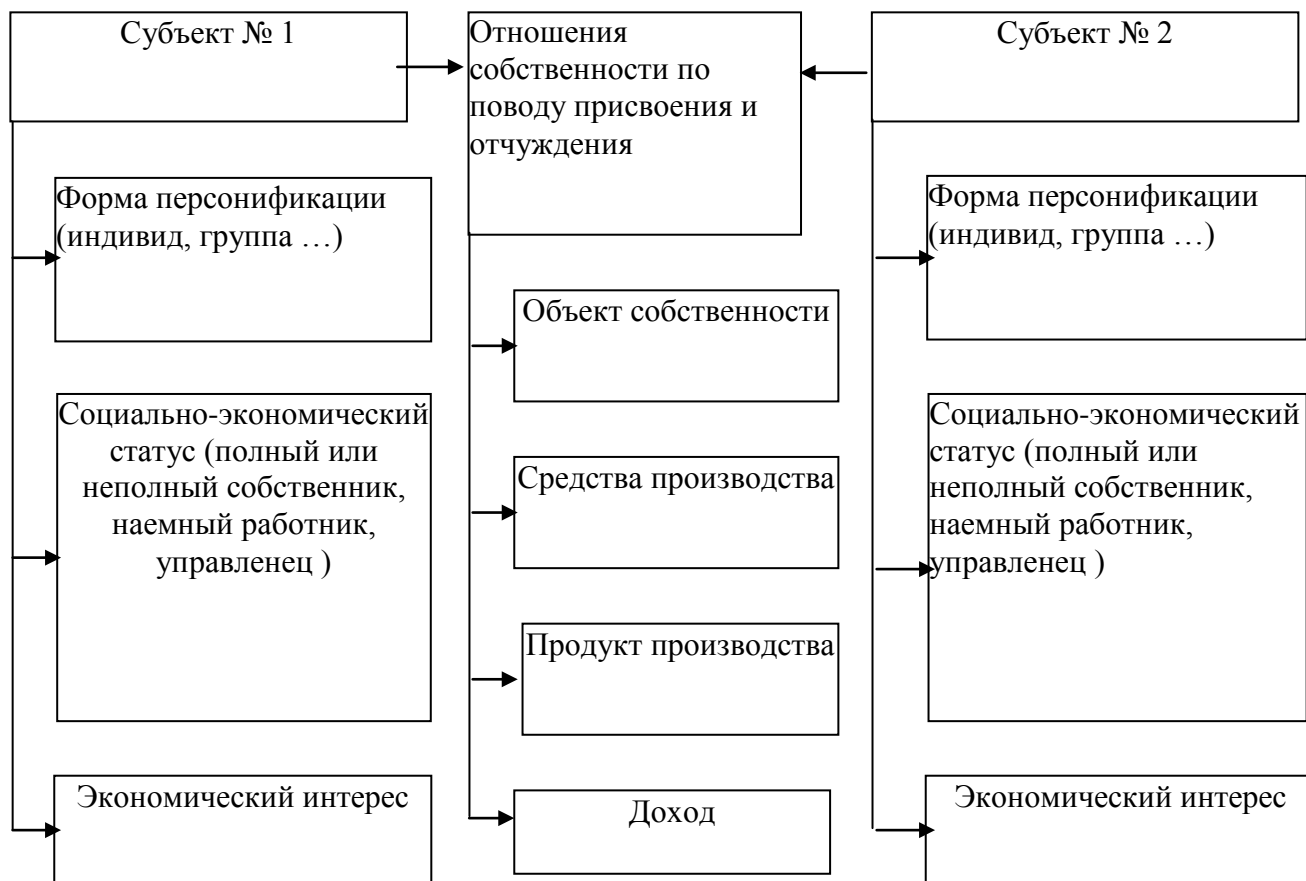 Субъект № 1
Отношения
собственности по
поводу присвоения и
отчуждения
Субъект № 2
Форма персонификации
(индивид, группа …)
Форма персонификации
(индивид, группа …)
Объект собственности
Социально-экономический
статус (полный или
неполный собственник,
наемный работник,
управленец )
Социально-экономический
статус (полный или
неполный собственник,
наемный работник,
управленец )
Средства производства
Продукт производства
Экономический интерес
Доход
Экономический интерес